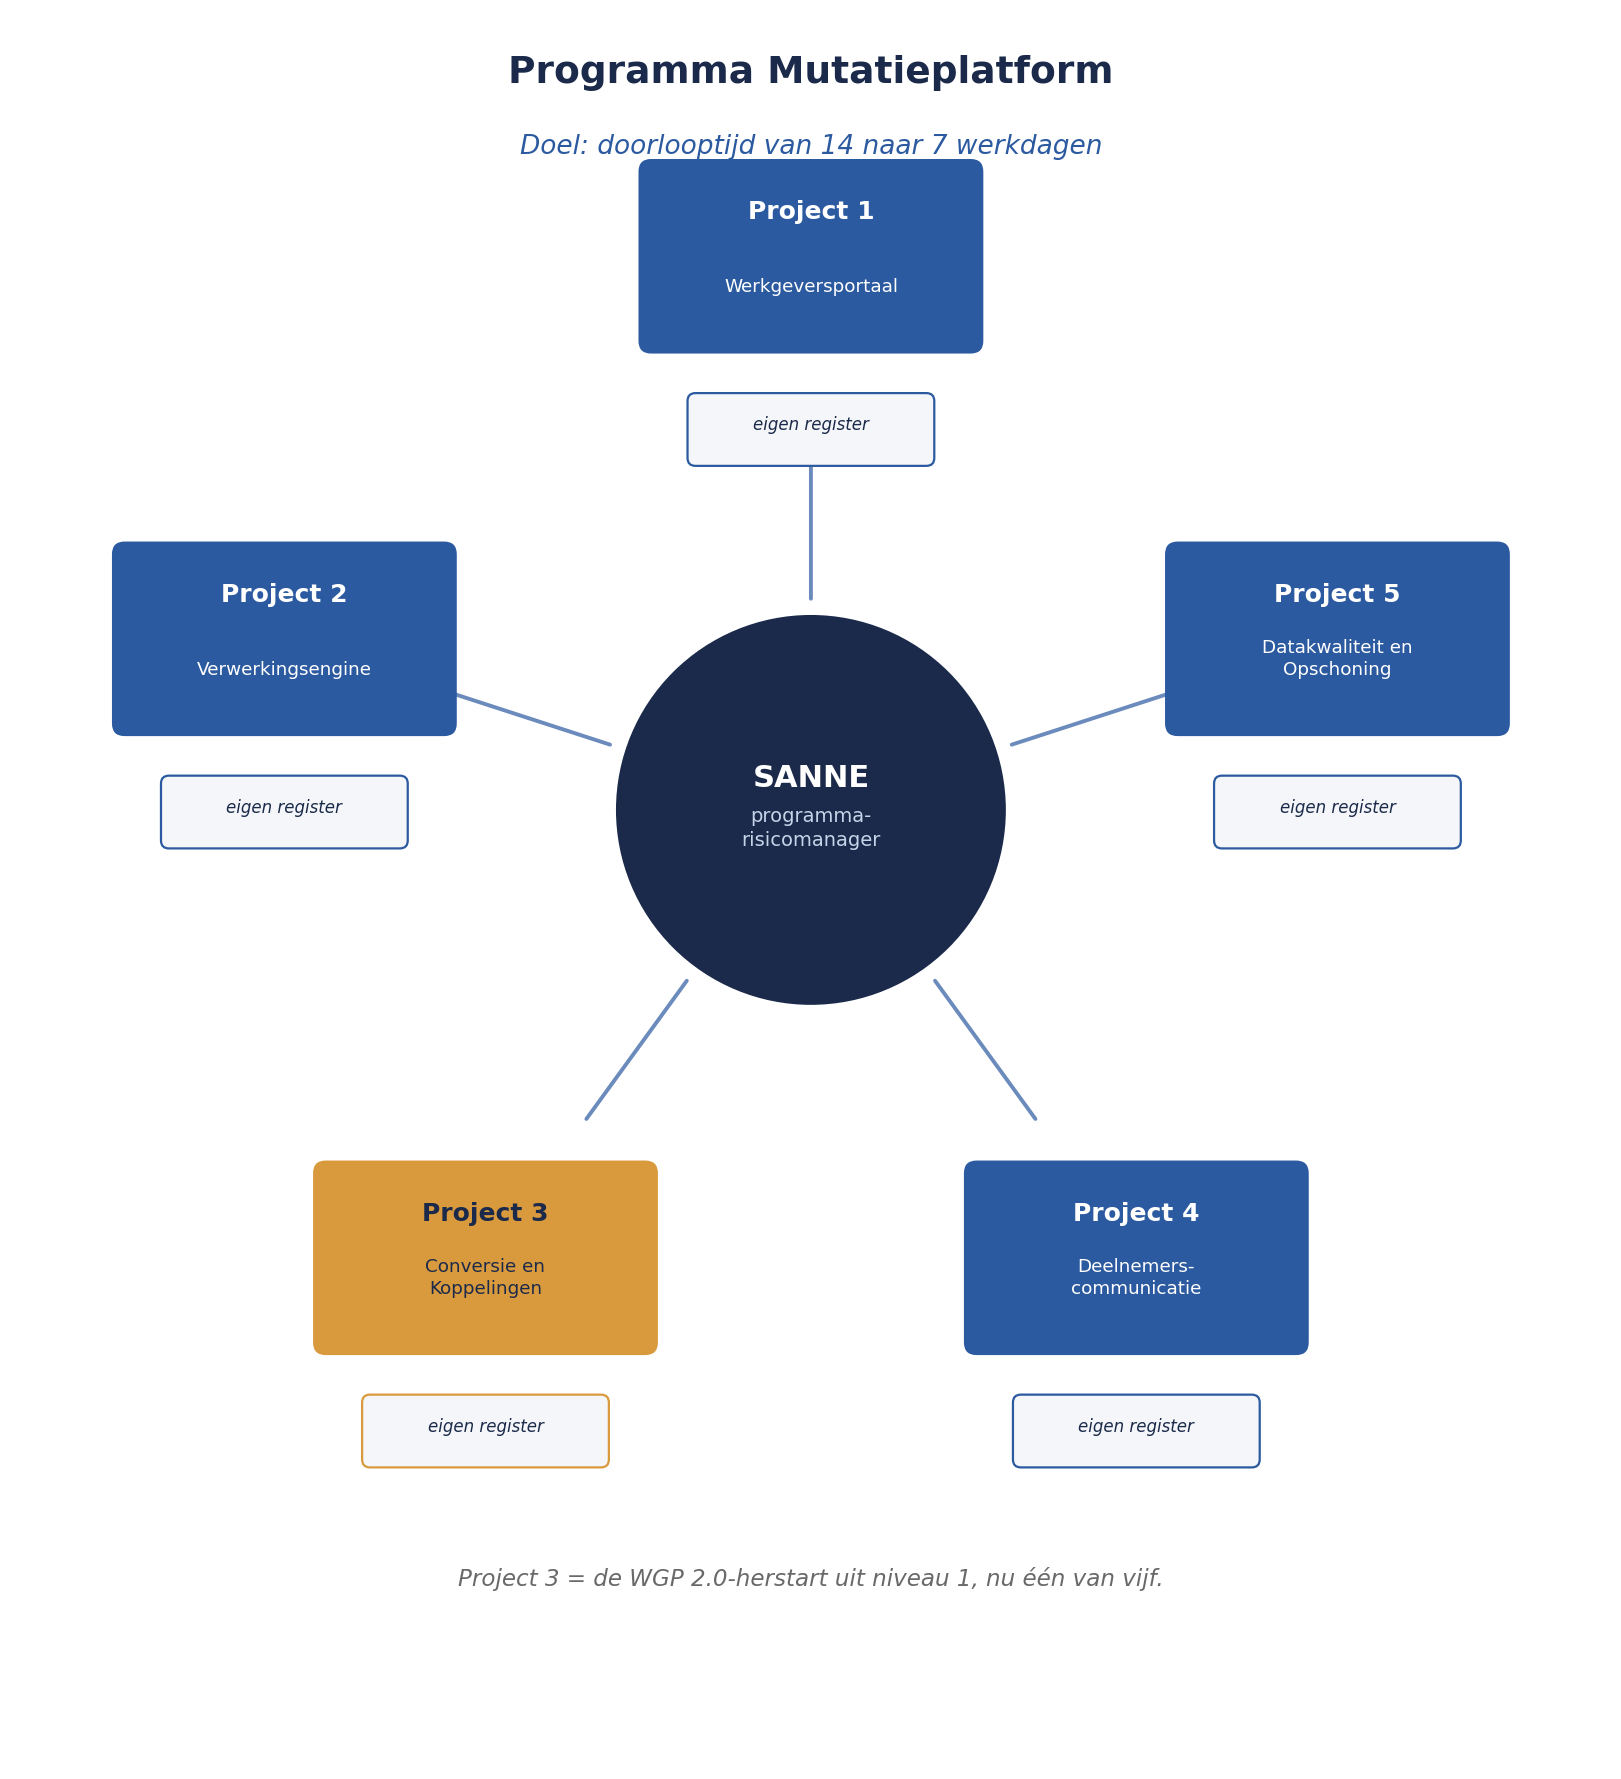 Programma Mutatieplatform
Doel: doorlooptijd van 14 naar 7 werkdagen
Project 1
Werkgeversportaal
eigen register
Project 2
Verwerkingsengine
eigen register
Project 5
Datakwaliteit en
Opschoning
eigen register
SANNE
programma-
risicomanager
Project 3
Conversie en
Koppelingen
eigen register
Project 4
Deelnemers-
communicatie
eigen register
Project 3 = de WGP 2.0-herstart uit niveau 1, nu één van vijf.